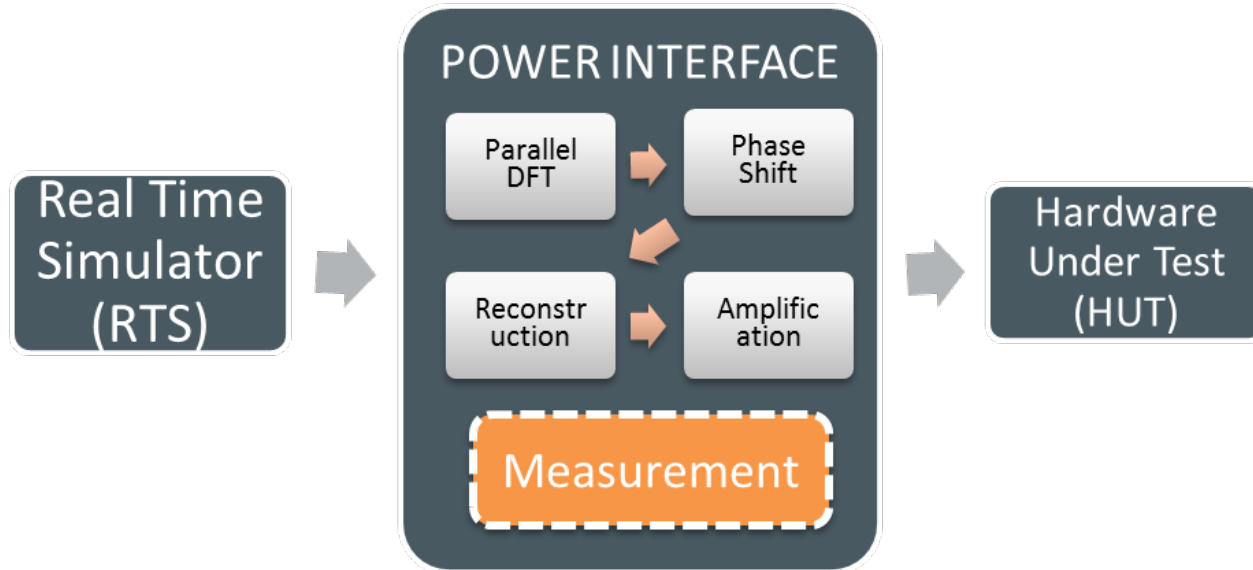 POWER INTERFACE
Parallel
DFT
Phase
Shift
Real Time
Simulator
(RTS)
Hardware
Under Test
(HUT)
Reconstr
uction
Amplific
ation
Measurement